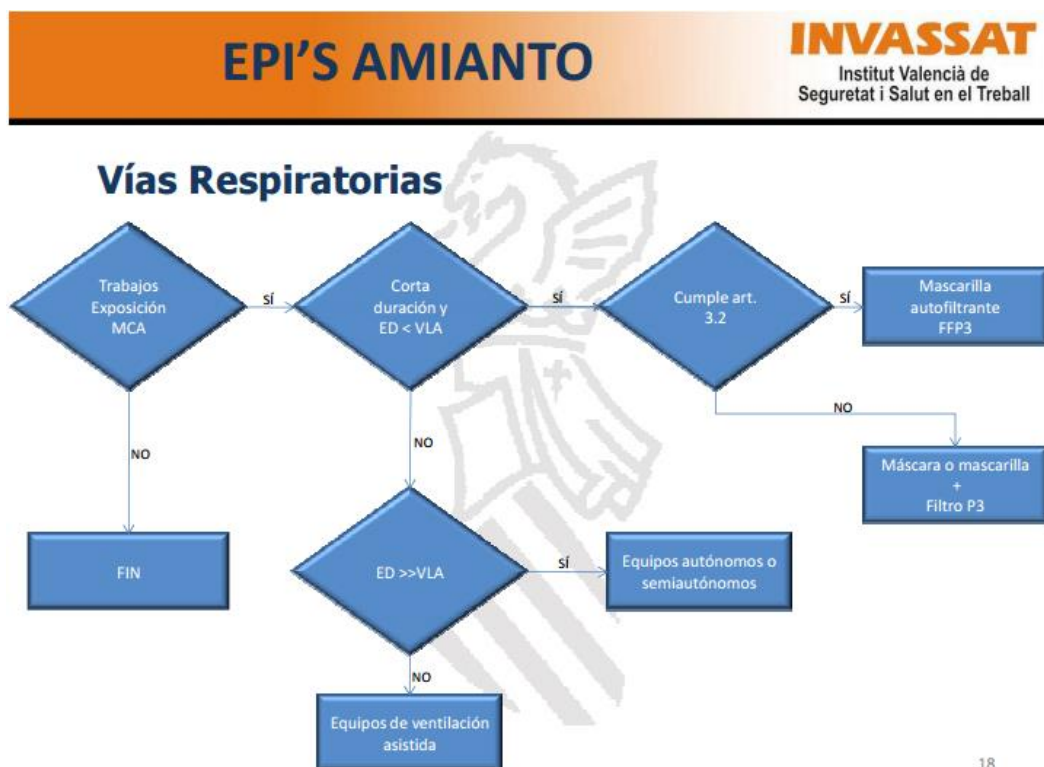 EPI'S AMIANTO
INVASSAT
Institut Valencià de
Seguretat i Salut en el Treball
Vías Respiratorias
Trabajos
Exposición
MCA
SÍ
Corta
duración y
ED < VLA
SÍ
Cumple art.
3.2
SÍ
Mascarilla
autofiltrante
FFP3
NO
NO
NO
Máscara o mascarilla
+
Filtro P3
FIN
ED >>VLA
SÍ
Equipos autónomos o
semiautónomos
NO
Equipos de ventilación
asistida
18